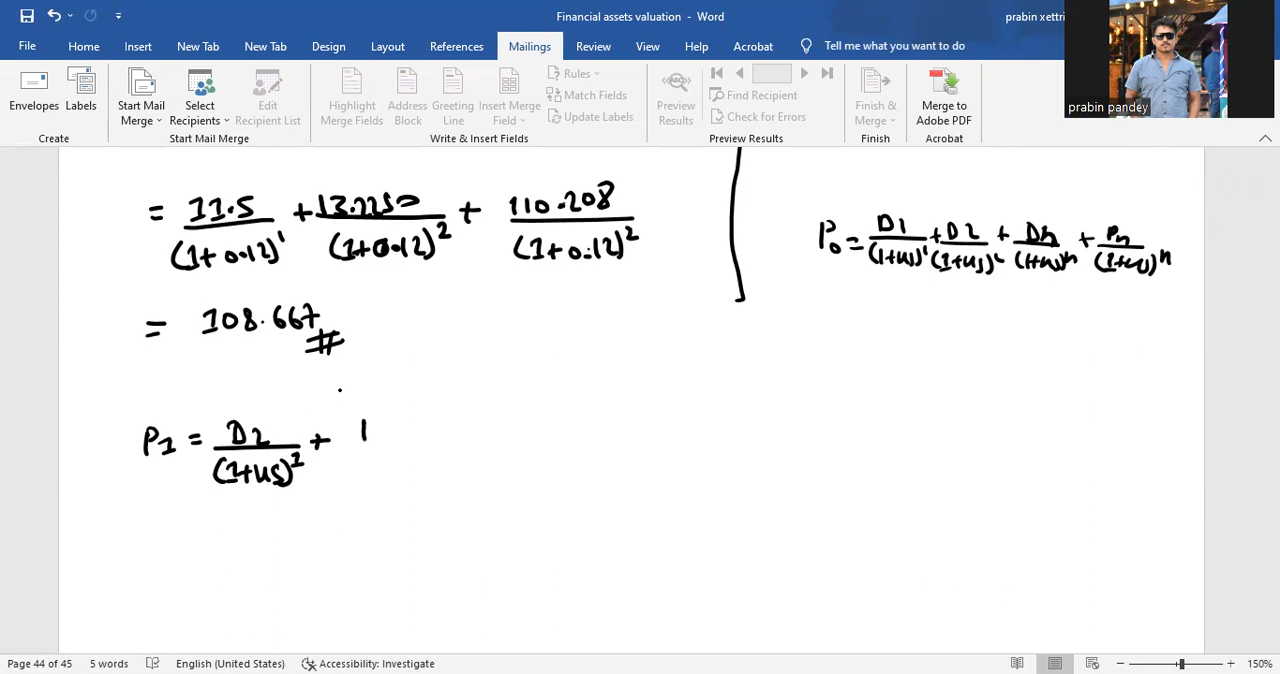 Financial assets valuation - Word
prabin xettri
File Home Insert New Tab New Tab Design Layout References Mailings Review View Help Acrobat Tell me what you want to do
Envelopes Labels
Create
Start Mail Merge Select Recipients Edit Recipient List
Start Mail Merge
Highlight Merge Fields Address Block Greeting Line Insert Merge Field Rules Match Fields Update Labels
Write & Insert Fields
Preview Results Find Recipient Check for Errors
Preview Results
Finish & Merge
Finish
Merge to Adobe PDF
Acrobat
prabin pandey
= 11.5/(1+0.12)^1 + 13.2250/(1+0.12)^2 + 110.208/(1+0.12)^2
P0 = D1/(1+ks)^1 + D2/(1+ks)^2 + Dn/(1+ks)^n + Pn/(1+ks)^n
= 108.667
P1 = D2/(1+ks)^1 +
Page 44 of 45 5 words English (United States) Accessibility: Investigate 150%